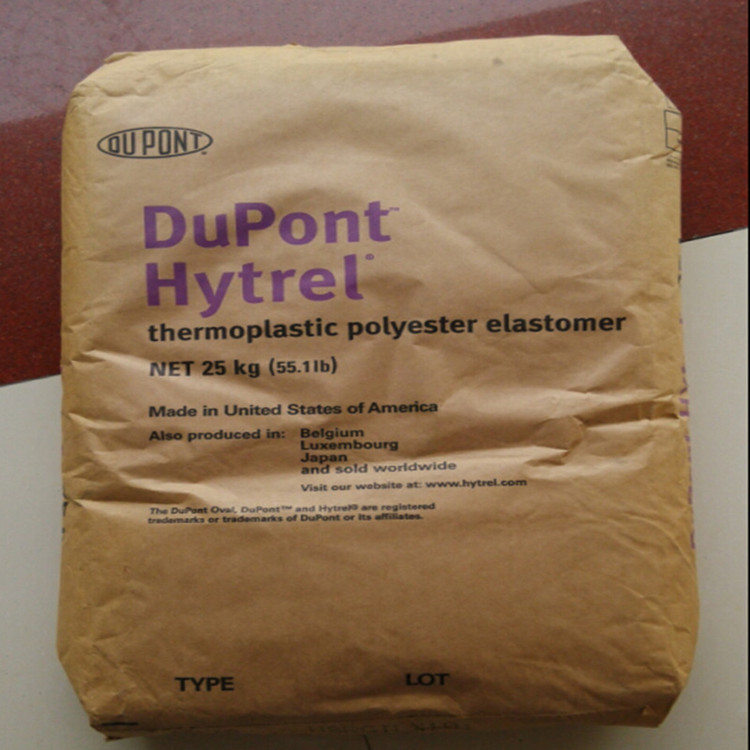 DU PONT
DuPont™
Hytrel®
thermoplastic polyester elastomer
NET 25 kg (55.1lb)
Made in United States of America
Also produced in: Belgium
Luxembourg
Japan
and sold worldwide
Visit our website at: www.hytrel.com
The DuPont Oval, DuPont™ and Hytrel® are registered
trademarks or trademarks of DuPont or its affiliates.
TYPE LOT